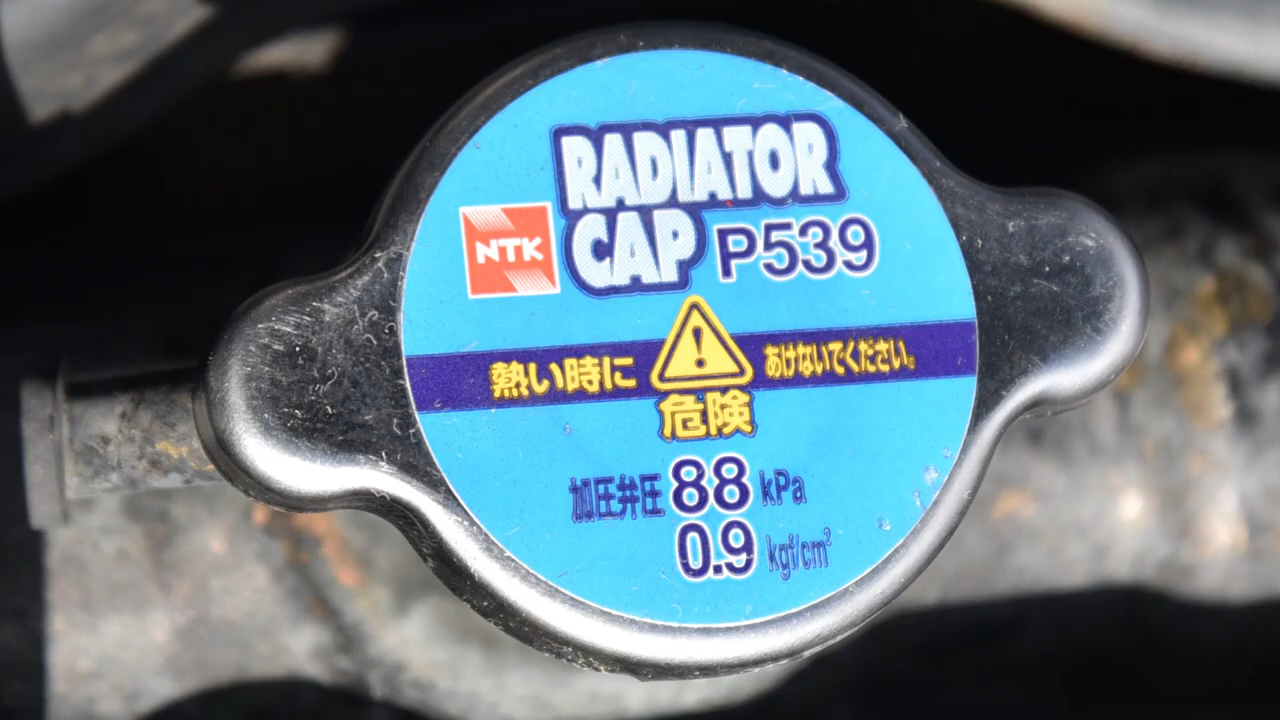 RADIATOR
NTK
CAP P539
熱い時に あけないでください。
危険
加圧弁圧 88 kPa
0.9 kgf/cm²